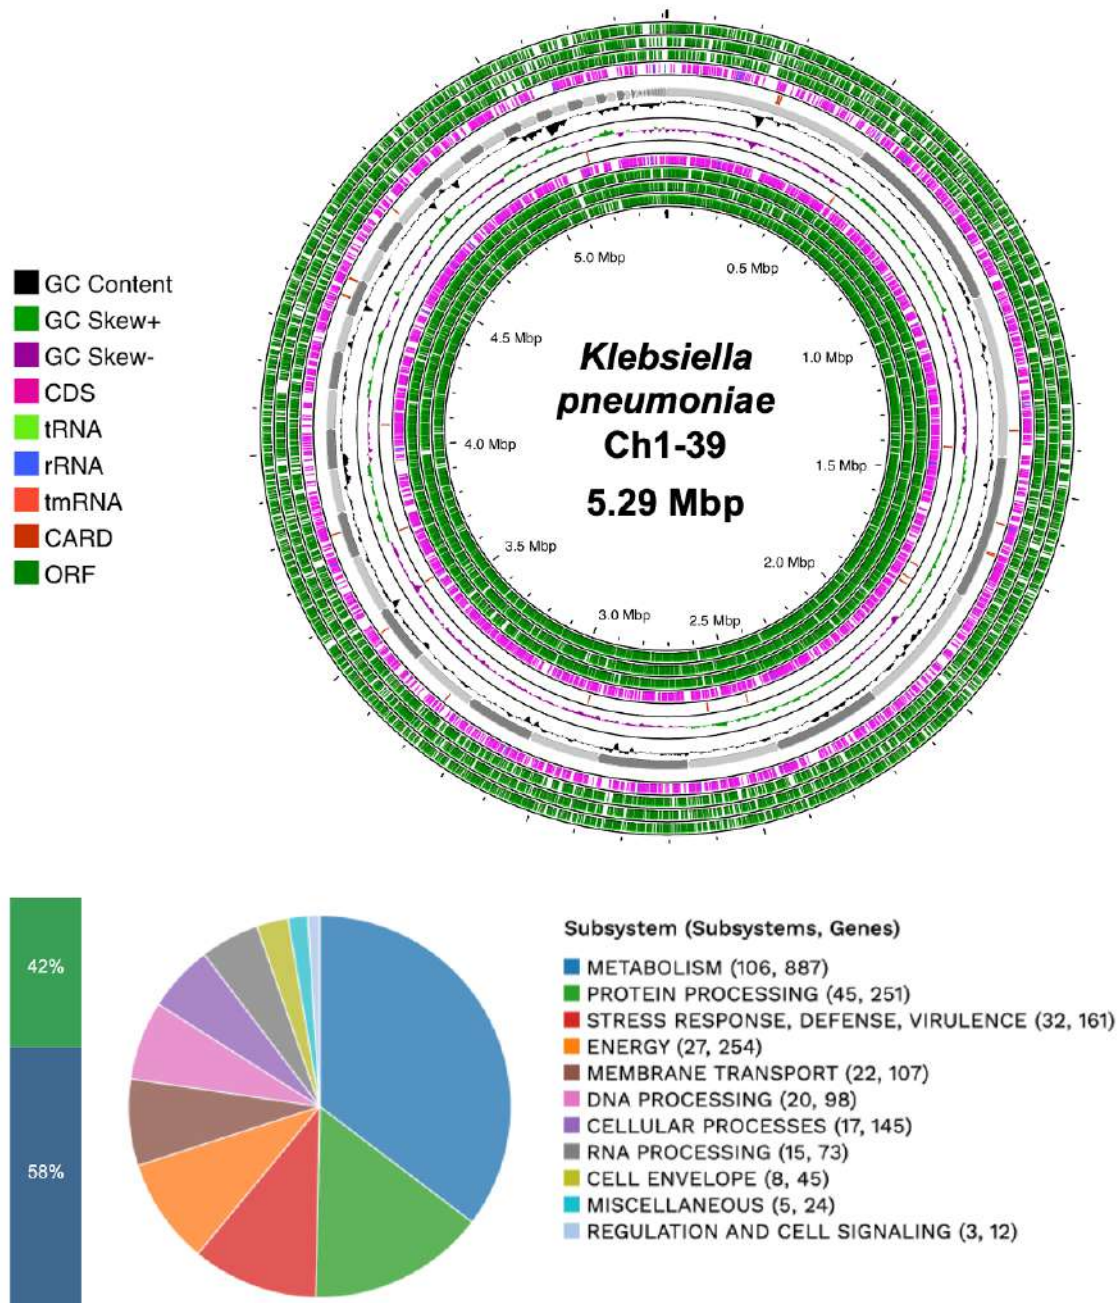 GC Content
GC Skew+
GC Skew-
CDS
tRNA
rRNA
tmRNA
CARD
ORF
5.0 Mbp
0.5 Mbp
4.5 Mbp
1.0 Mbp
4.0 Mbp
1.5 Mbp
3.5 Mbp
2.0 Mbp
3.0 Mbp
2.5 Mbp
Klebsiella
pneumoniae
Ch1-39
5.29 Mbp
42%
58%
Subsystem (Subsystems, Genes)
METABOLISM (106, 887)
PROTEIN PROCESSING (45, 251)
STRESS RESPONSE, DEFENSE, VIRULENCE (32, 161)
ENERGY (27, 254)
MEMBRANE TRANSPORT (22, 107)
DNA PROCESSING (20, 98)
CELLULAR PROCESSES (17, 145)
RNA PROCESSING (15, 73)
CELL ENVELOPE (8, 45)
MISCELLANEOUS (5, 24)
REGULATION AND CELL SIGNALING (3, 12)